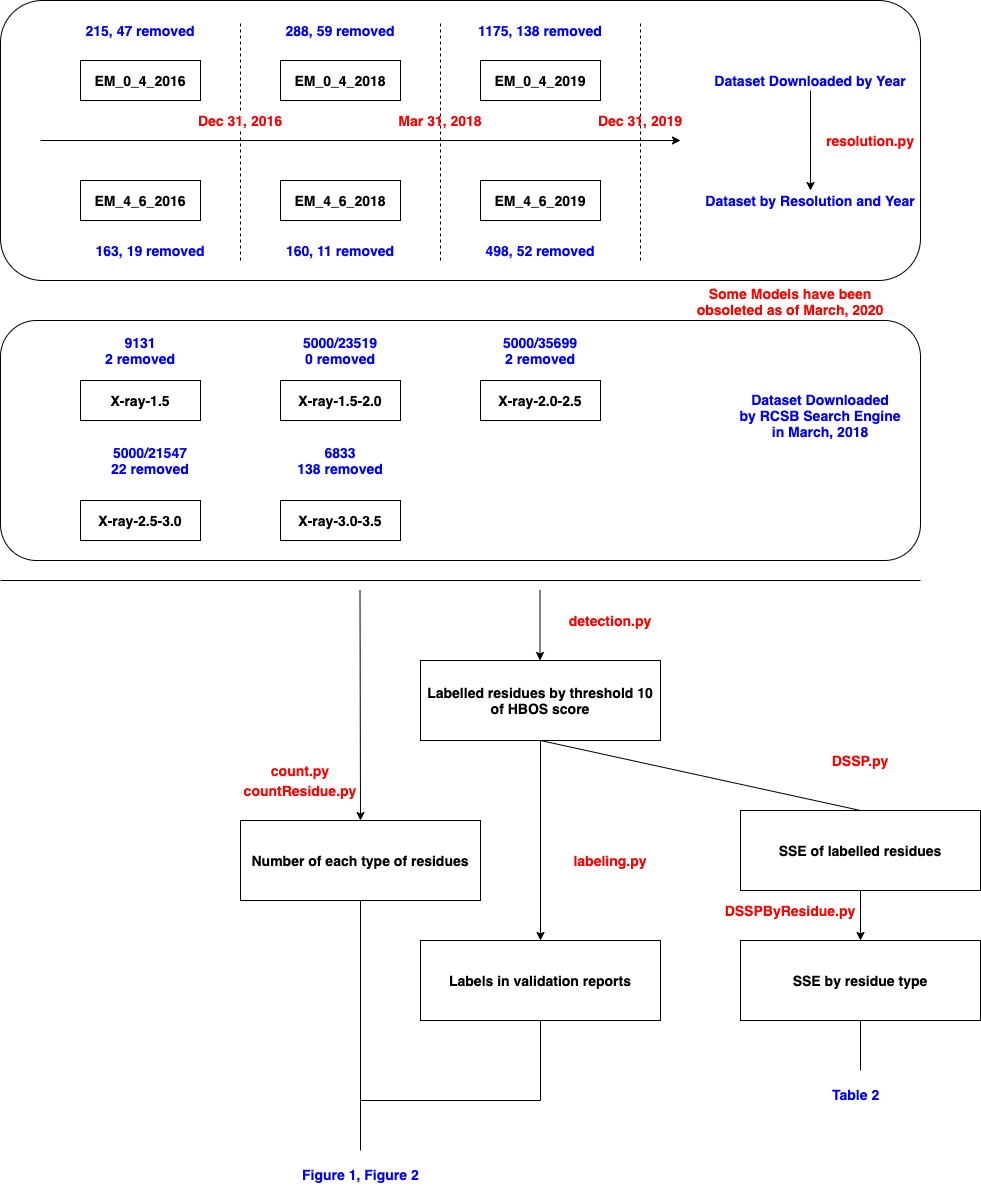 215, 47 removed
288, 59 removed
1175, 138 removed
EM_0_4_2016
EM_0_4_2018
EM_0_4_2019
Dataset Downloaded by Year
Dec 31, 2016
Mar 31, 2018
Dec 31, 2019
resolution.py
EM_4_6_2016
EM_4_6_2018
EM_4_6_2019
Dataset by Resolution and Year
163, 19 removed
160, 11 removed
498, 52 removed
Some Models have been
obsoleted as of March, 2020
9131
2 removed
5000/23519
0 removed
5000/35699
2 removed
X-ray-1.5
X-ray-1.5-2.0
X-ray-2.0-2.5
Dataset Downloaded
by RCSB Search Engine
in March, 2018
5000/21547
22 removed
6833
138 removed
X-ray-2.5-3.0
X-ray-3.0-3.5
detection.py
Labelled residues by threshold 10
of HBOS score
DSSP.py
count.py
countResidue.py
Number of each type of residues
labeling.py
SSE of labelled residues
DSSPByResidue.py
Labels in validation reports
SSE by residue type
Table 2
Figure 1, Figure 2